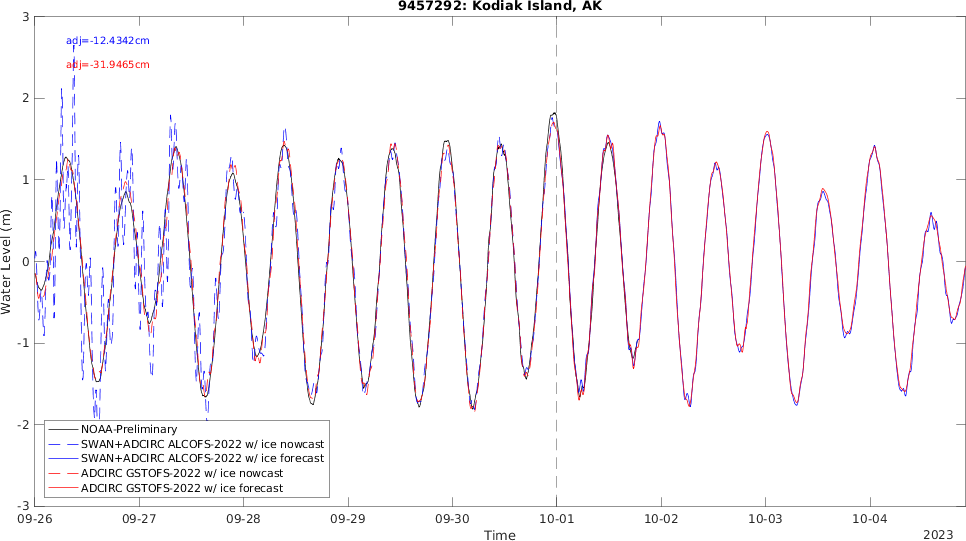 9457292: Kodiak Island, AK
adj=-12.4342cm
adj=-31.9465cm
3
2
1
0
-1
-2
-3
Water Level (m)
NOAA-Preliminary
SWAN+ADCIRC ALCOFS-2022 w/ ice nowcast
SWAN+ADCIRC ALCOFS-2022 w/ ice forecast
ADCIRC GSTOFS-2022 w/ ice nowcast
ADCIRC GSTOFS-2022 w/ ice forecast
09-26 09-27 09-28 09-29 09-30 10-01 10-02 10-03 10-04
Time
2023